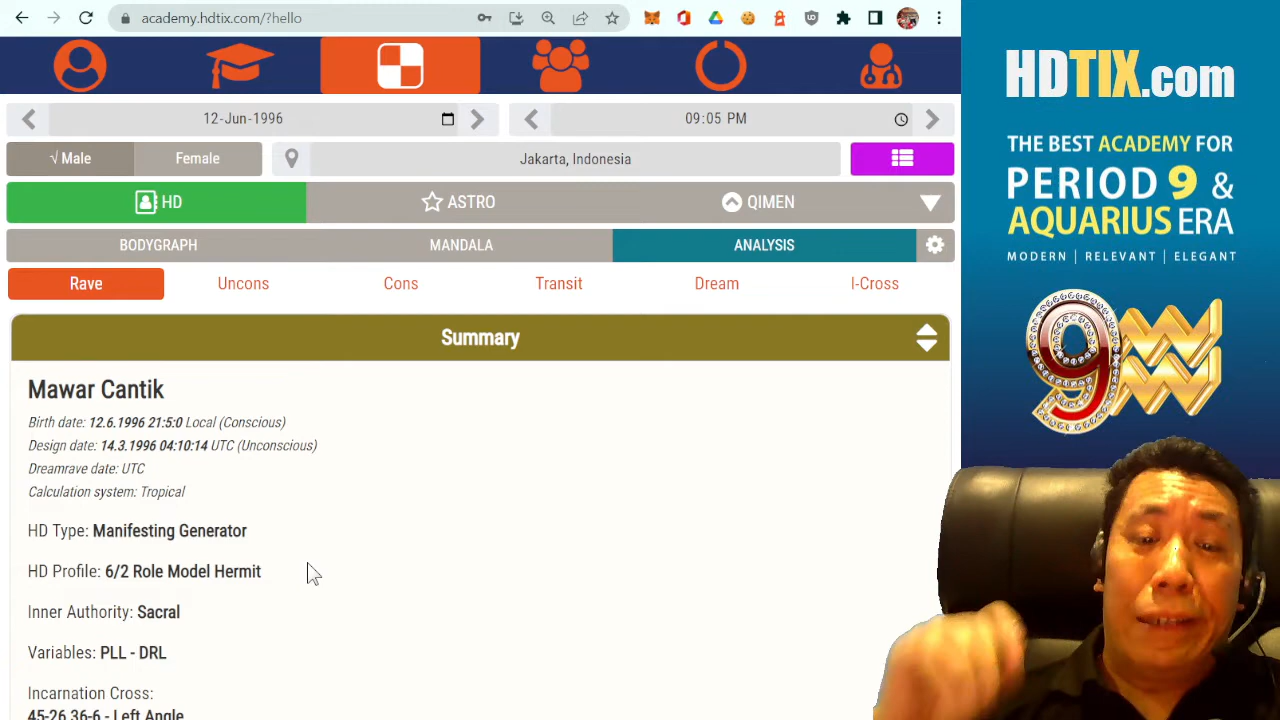 academy.hdtix.com/?hello
12-Jun-1996
09:05 PM
√ Male
Female
Jakarta, Indonesia
HD
ASTRO
QIMEN
BODYGRAPH
MANDALA
ANALYSIS
Rave
Uncons
Cons
Transit
Dream
I-Cross
Summary
Mawar Cantik
Birth date: 12.6.1996 21:5:0 Local (Conscious)
Design date: 14.3.1996 04:10:14 UTC (Unconscious)
Dreamrave date: UTC
Calculation system: Tropical
HD Type: Manifesting Generator
HD Profile: 6/2 Role Model Hermit
Inner Authority: Sacral
Variables: PLL - DRL
Incarnation Cross:
45-26 36-6 - Left Angle
HDTIX.com
THE BEST ACADEMY FOR
PERIOD 9 &
AQUARIUS ERA
MODERN | RELEVANT | ELEGANT
9